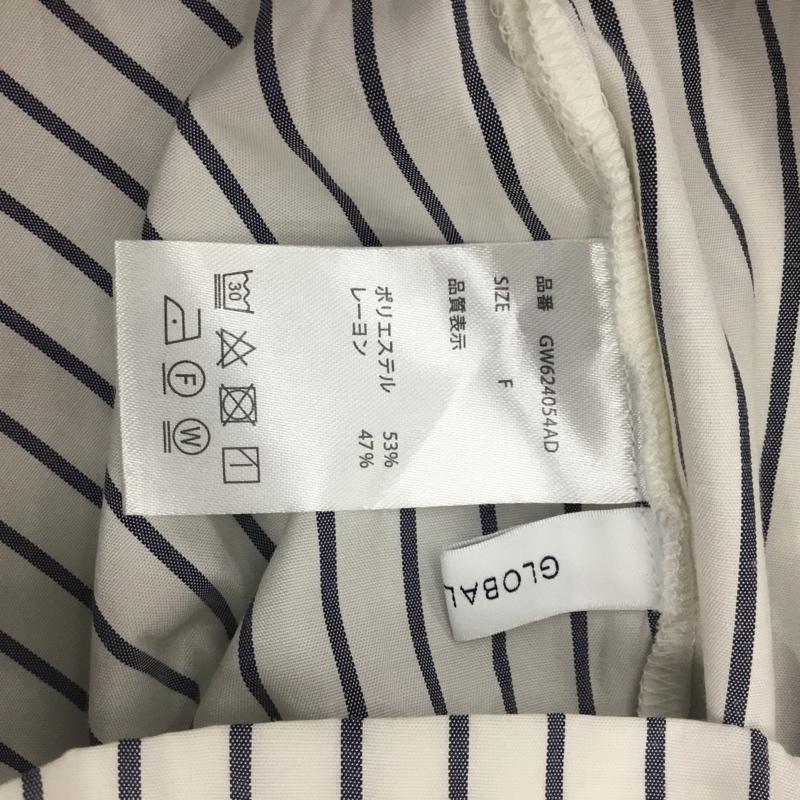 品番 GW624054AD
SIZE F
品質表示
ポリエステル 53%
レーヨン 47%
30
F
W
GLOBAL